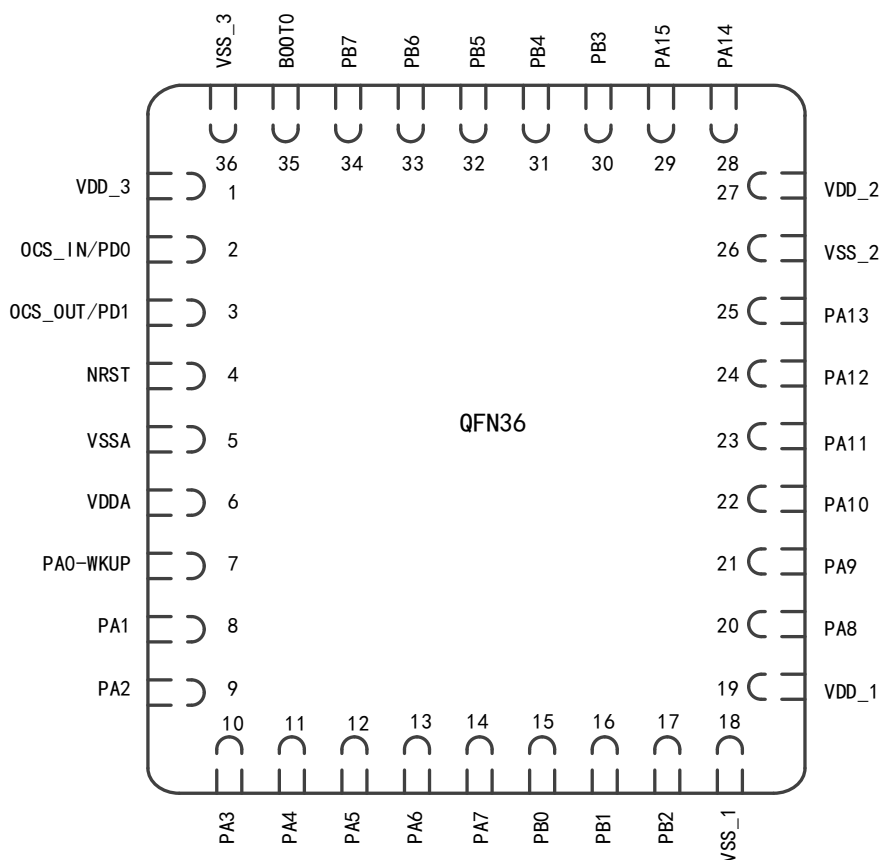 VSS_3
BOOT0
PB7
PB6
PB5
PB4
PB3
PA15
PA14
36
35
34
33
32
31
30
29
28
VDD_3
1
27
VDD_2
OCS_IN/PD0
2
26
VSS_2
OCS_OUT/PD1
3
25
PA13
NRST
4
24
PA12
QFN36
VSSA
5
23
PA11
VDDA
6
22
PA10
PA0-WKUP
7
21
PA9
PA1
8
20
PA8
PA2
9
19
VDD_1
10
11
12
13
14
15
16
17
18
PA3
PA4
PA5
PA6
PA7
PB0
PB1
PB2
VSS_1